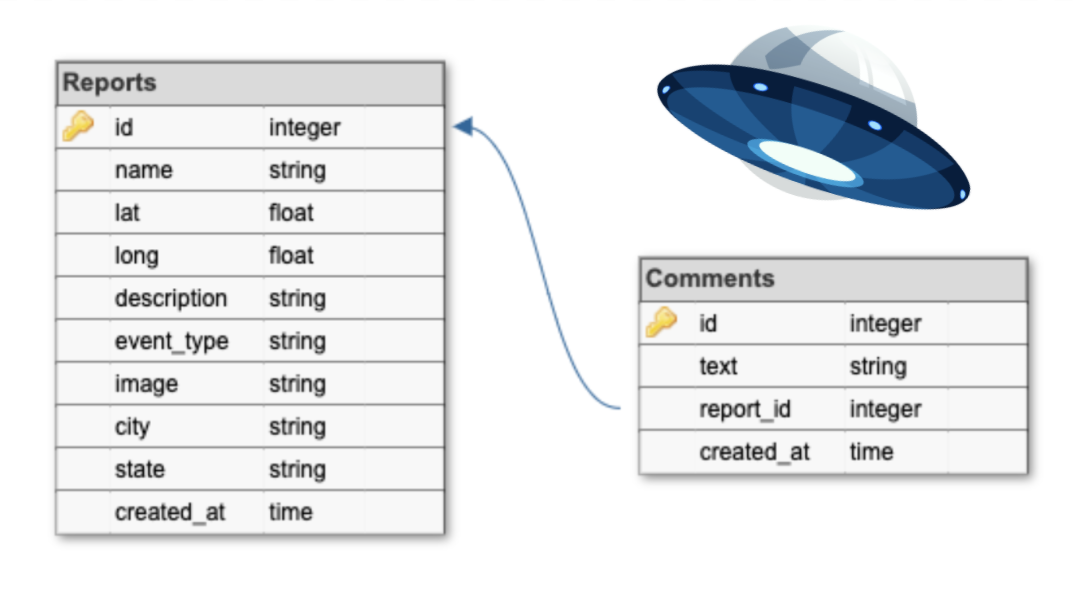 Reports
id integer
name string
lat float
long float
description string
event_type string
image string
city string
state string
created_at time
Comments
id integer
text string
report_id integer
created_at time